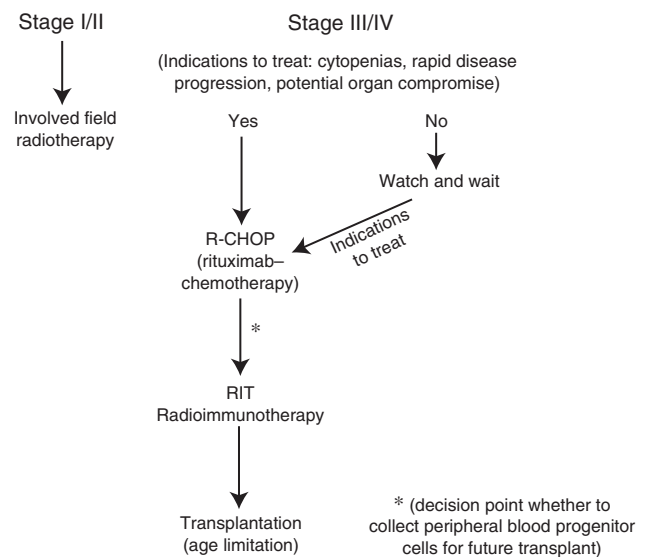 Stage I/II
Stage III/IV
(Indications to treat: cytopenias, rapid disease
progression, potential organ compromise)
Involved field
radiotherapy
Yes
No
Watch and wait
Indications
to treat
R-CHOP
(rituximab–
chemotherapy)
*
RIT
Radioimmunotherapy
Transplantation
(age limitation)
* (decision point whether to
collect peripheral blood progenitor
cells for future transplant)